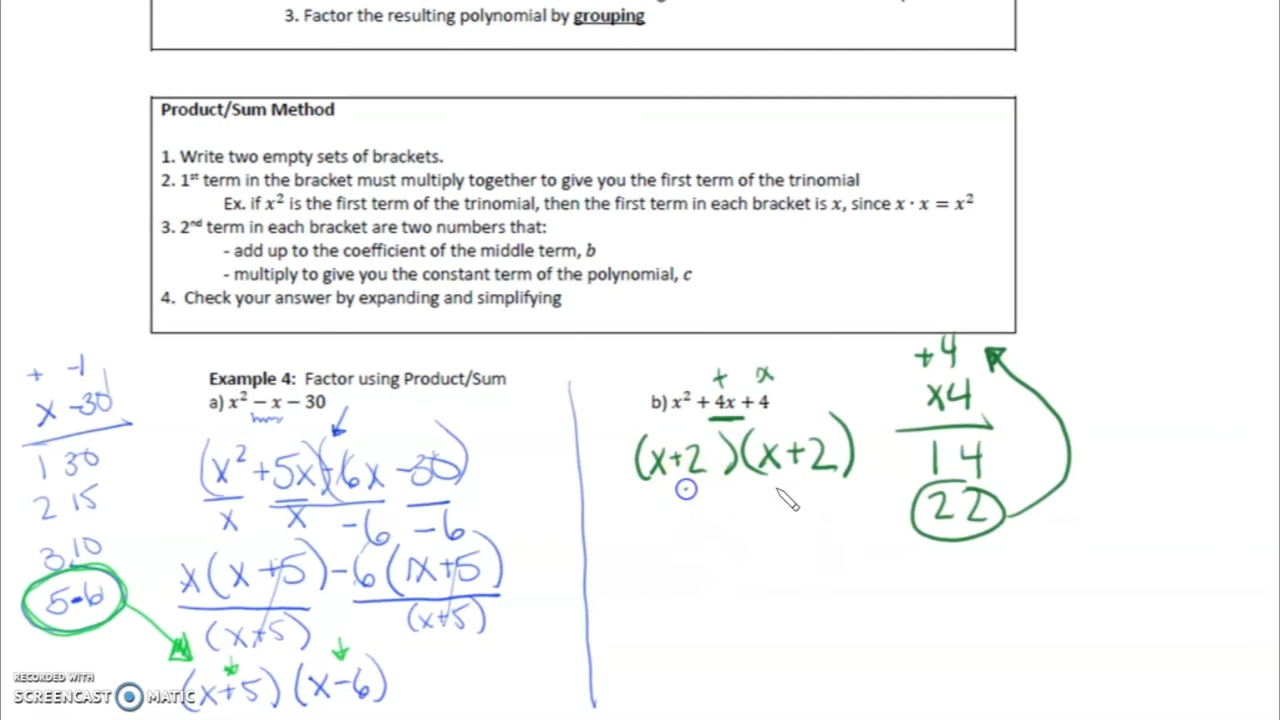 3. Factor the resulting polynomial by grouping
Product/Sum Method
1. Write two empty sets of brackets.
2. 1st term in the bracket must multiply together to give you the first term of the trinomial
Ex. if x² is the first term of the trinomial, then the first term in each bracket is x, since x · x = x²
3. 2nd term in each bracket are two numbers that:
- add up to the coefficient of the middle term, b
- multiply to give you the constant term of the polynomial, c
4. Check your answer by expanding and simplifying
+ -1
x -30
1 30
2 15
3 10
5 -6
Example 4: Factor using Product/Sum
a) x² − x − 30
(x² +5x)(-6x -30)
x x -6 -6
x(x+5)-6(1x+5)
(x+5) (x+5)
(x+5)(x-6)
+ x
b) x² + 4x + 4
(x+2)(x+2)
+4
x4
1 4
2 2
RECORDED WITH
SCREENCAST MATIC